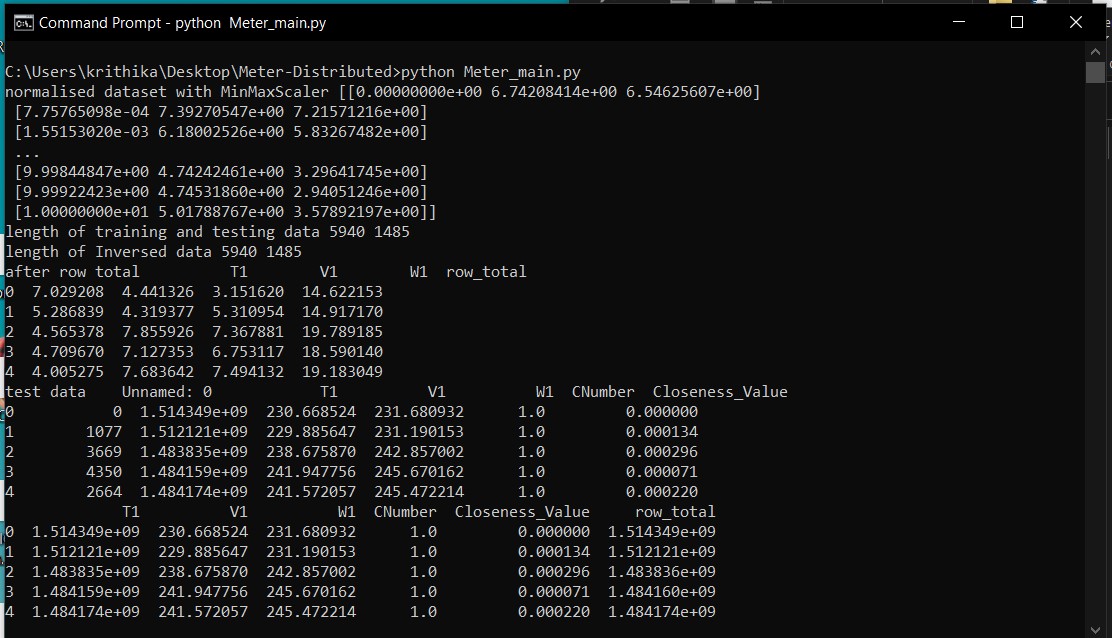 Command Prompt - python  Meter_main.py
C:\Users\krithika\Desktop\Meter-Distributed>python Meter_main.py
normalised dataset with MinMaxScaler [[0.00000000e+00 6.74208414e+00 6.54625607e+00]
 [7.75765098e-04 7.39270547e+00 7.21571216e+00]
 [1.55153020e-03 6.18002526e+00 5.83267482e+00]
 ...
 [9.99844847e+00 4.74242461e+00 3.29641745e+00]
 [9.99922423e+00 4.74531860e+00 2.94051246e+00]
 [1.00000000e+01 5.01788767e+00 3.57892197e+00]]
length of training and testing data 5940 1485
length of Inversed data 5940 1485
after row total          T1        V1        W1  row_total
0  7.029208  4.441326  3.151620  14.622153
1  5.286839  4.319377  5.310954  14.917170
2  4.565378  7.855926  7.367881  19.789185
3  4.709670  7.127353  6.753117  18.590140
4  4.005275  7.683642  7.494132  19.183049
test data    Unnamed: 0            T1          V1          W1  CNumber  Closeness_Value
0           0  1.514349e+09  230.668524  231.680932      1.0         0.000000
1        1077  1.512121e+09  229.885647  231.190153      1.0         0.000134
2        3669  1.483835e+09  238.675870  242.857002      1.0         0.000296
3        4350  1.484159e+09  241.947756  245.670162      1.0         0.000071
4        2664  1.484174e+09  241.572057  245.472214      1.0         0.000220
             T1          V1          W1  CNumber  Closeness_Value     row_total
0  1.514349e+09  230.668524  231.680932      1.0         0.000000  1.514349e+09
1  1.512121e+09  229.885647  231.190153      1.0         0.000134  1.512121e+09
2  1.483835e+09  238.675870  242.857002      1.0         0.000296  1.483836e+09
3  1.484159e+09  241.947756  245.670162      1.0         0.000071  1.484160e+09
4  1.484174e+09  241.572057  245.472214      1.0         0.000220  1.484174e+09